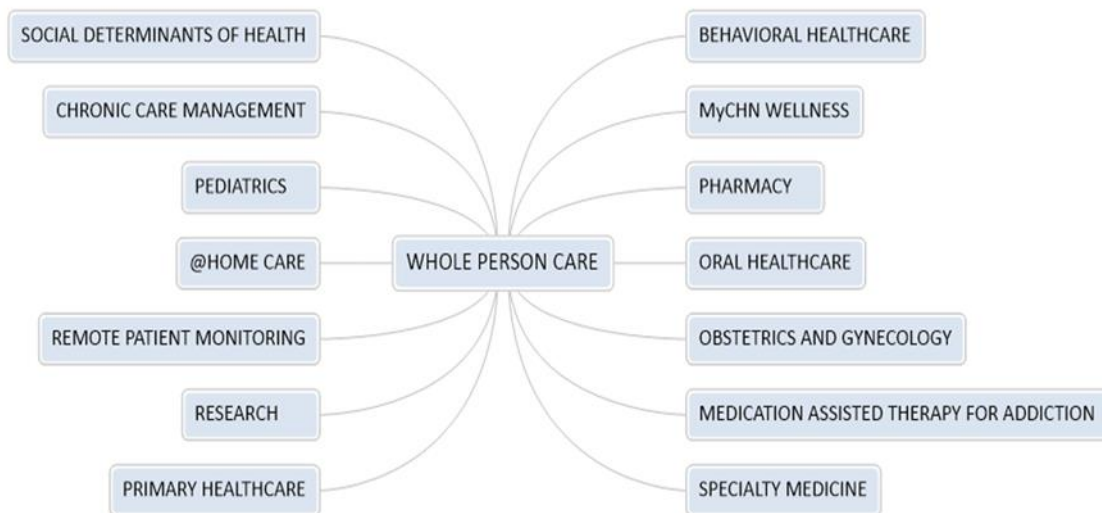 SOCIAL DETERMINANTS OF HEALTH
CHRONIC CARE MANAGEMENT
PEDIATRICS
@HOME CARE
REMOTE PATIENT MONITORING
RESEARCH
PRIMARY HEALTHCARE
WHOLE PERSON CARE
BEHAVIORAL HEALTHCARE
MyCHN WELLNESS
PHARMACY
ORAL HEALTHCARE
OBSTETRICS AND GYNECOLOGY
MEDICATION ASSISTED THERAPY FOR ADDICTION
SPECIALTY MEDICINE